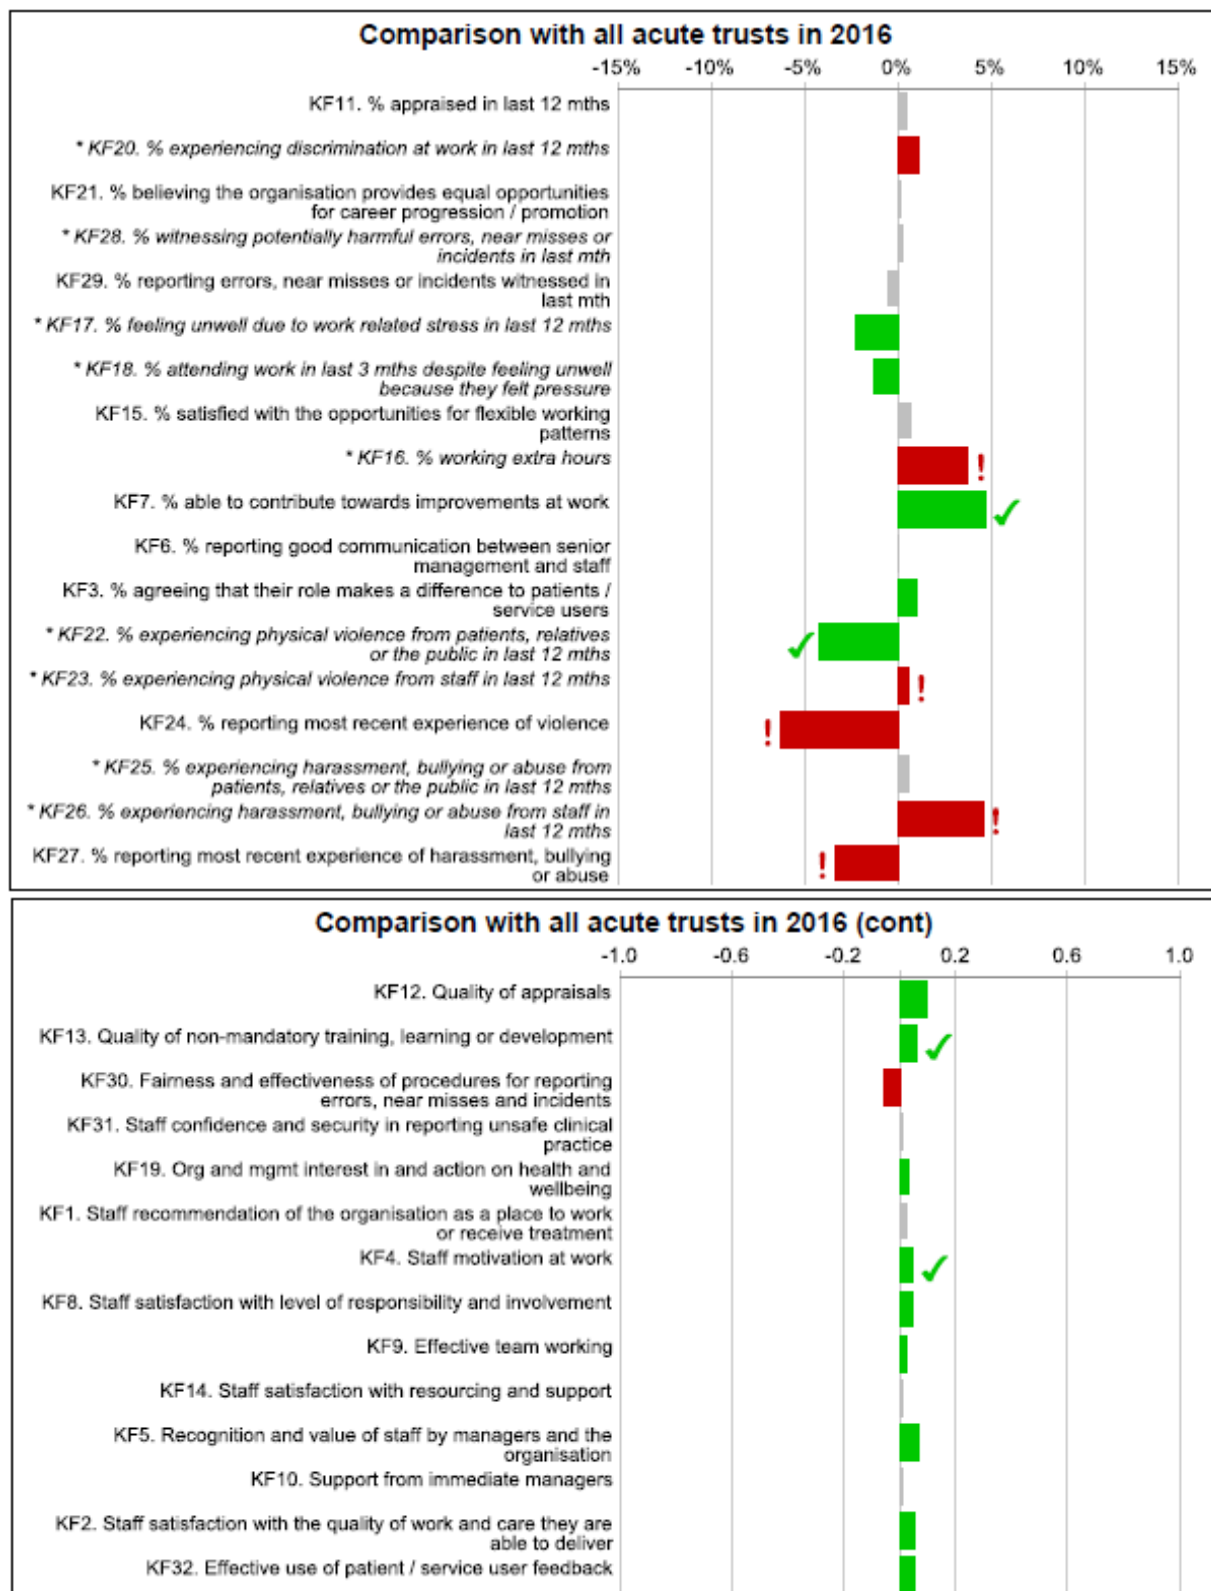 Comparison with all acute trusts in 2016
-15% -10% -5% 0% 5% 10% 15%
KF11. % appraised in last 12 mths
* KF20. % experiencing discrimination at work in last 12 mths
KF21. % believing the organisation provides equal opportunities
for career progression / promotion
* KF28. % witnessing potentially harmful errors, near misses or
incidents in last mth
KF29. % reporting errors, near misses or incidents witnessed in
last mth
* KF17. % feeling unwell due to work related stress in last 12 mths
* KF18. % attending work in last 3 mths despite feeling unwell
because they felt pressure
KF15. % satisfied with the opportunities for flexible working
patterns
* KF16. % working extra hours
!
KF7. % able to contribute towards improvements at work
KF6. % reporting good communication between senior
management and staff
KF3. % agreeing that their role makes a difference to patients /
service users
* KF22. % experiencing physical violence from patients, relatives
or the public in last 12 mths
* KF23. % experiencing physical violence from staff in last 12 mths
!
KF24. % reporting most recent experience of violence
!
* KF25. % experiencing harassment, bullying or abuse from
patients, relatives or the public in last 12 mths
* KF26. % experiencing harassment, bullying or abuse from staff in
last 12 mths
!
KF27. % reporting most recent experience of harassment, bullying
or abuse
!
Comparison with all acute trusts in 2016 (cont)
-1.0 -0.6 -0.2 0.2 0.6 1.0
KF12. Quality of appraisals
KF13. Quality of non-mandatory training, learning or development
KF30. Fairness and effectiveness of procedures for reporting
errors, near misses and incidents
KF31. Staff confidence and security in reporting unsafe clinical
practice
KF19. Org and mgmt interest in and action on health and
wellbeing
KF1. Staff recommendation of the organisation as a place to work
or receive treatment
KF4. Staff motivation at work
KF8. Staff satisfaction with level of responsibility and involvement
KF9. Effective team working
KF14. Staff satisfaction with resourcing and support
KF5. Recognition and value of staff by managers and the
organisation
KF10. Support from immediate managers
KF2. Staff satisfaction with the quality of work and care they are
able to deliver
KF32. Effective use of patient / service user feedback